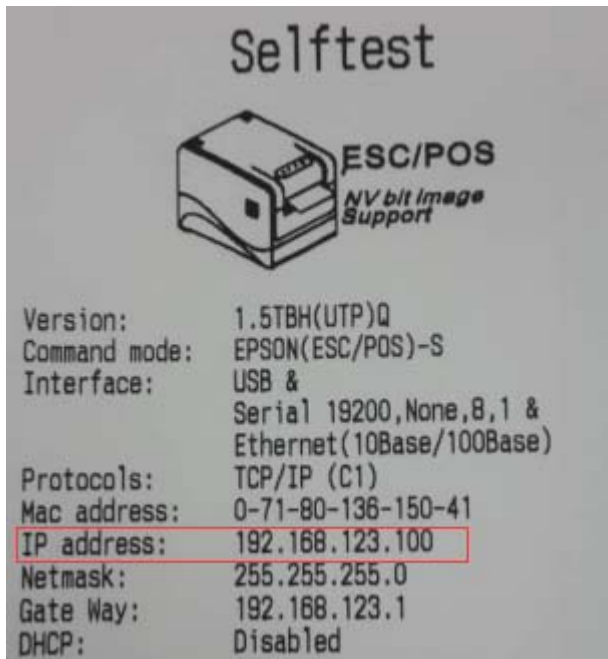 Selftest
ESC/POS
NV bit image
Support
Version: 1.5TBH(UTP)Q
Command mode: EPSON(ESC/POS)-S
Interface: USB &
Serial 19200,None,8,1 &
Ethernet(10Base/100Base)
Protocols: TCP/IP (C1)
Mac address: 0-71-80-136-150-41
IP address: 192.168.123.100
Netmask: 255.255.255.0
Gate Way: 192.168.123.1
DHCP: Disabled